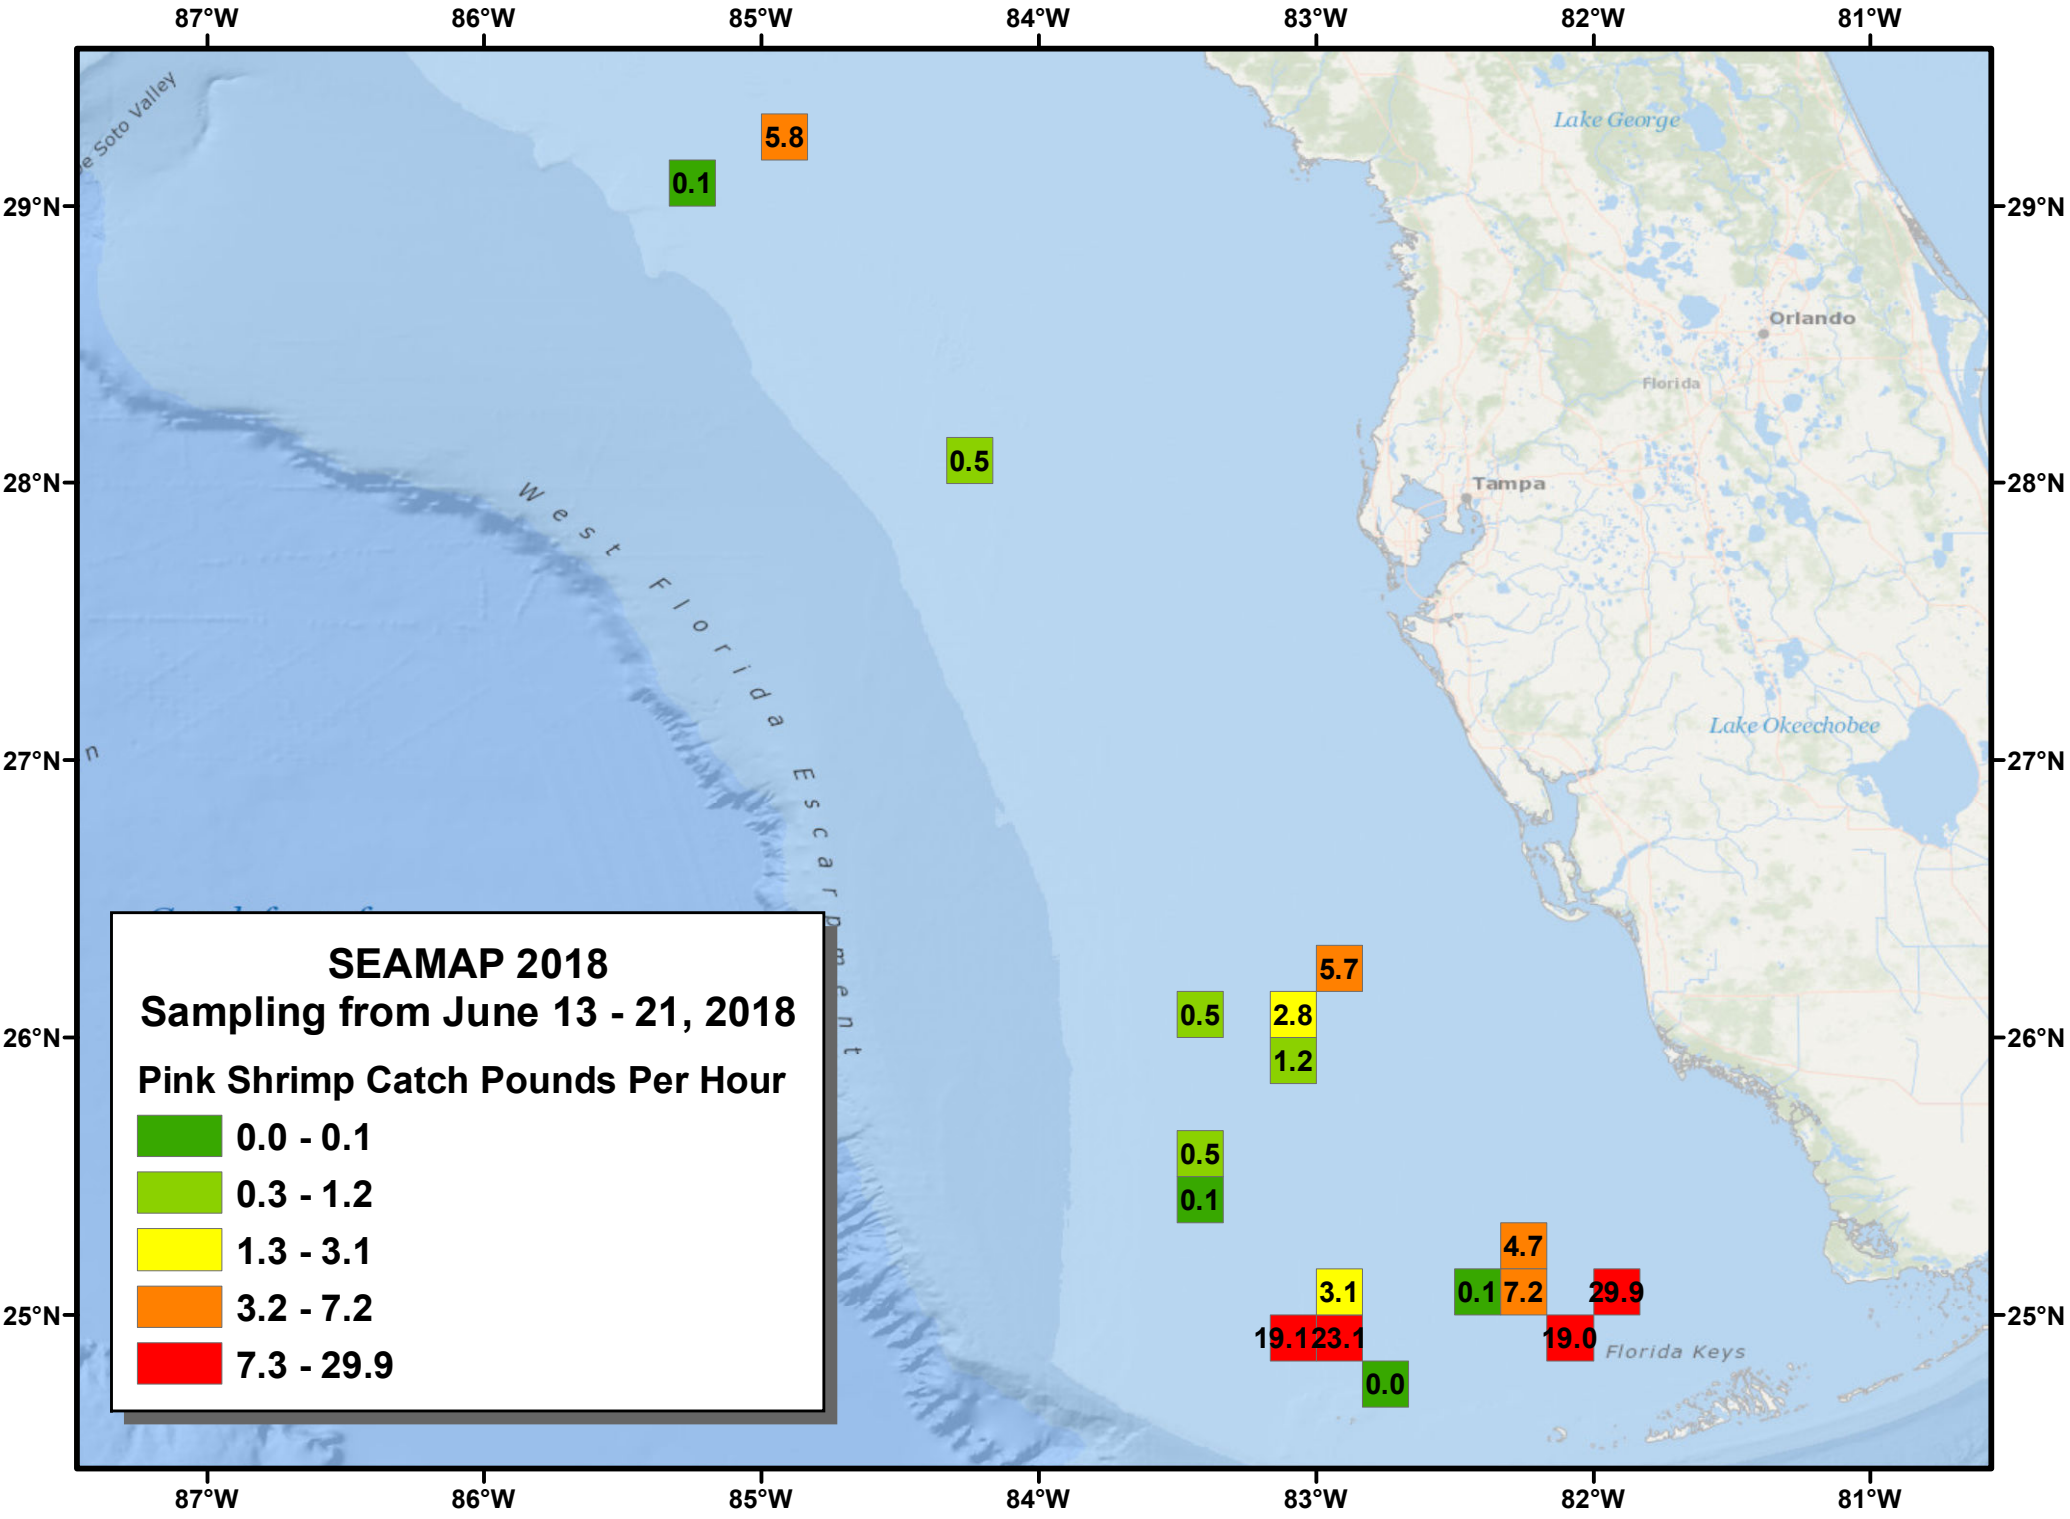 87°W 86°W 85°W 84°W 83°W 82°W 81°W
Soto Valley
Lake George
5.8
0.1
29°N 29°N
Orlando
Florida
0.5
28°N 28°N
Tampa
West Florida Escarpment
Lake Okeechobee
27°N 27°N
n
5.7
0.5 2.8
26°N 26°N
1.2
0.5
0.1
4.7
3.1 0.1 7.2 29.9
25°N 25°N
19.1 23.1 19.0
Florida Keys
0.0
SEAMAP 2018
Sampling from June 13 - 21, 2018
Pink Shrimp Catch Pounds Per Hour
0.0 - 0.1
0.3 - 1.2
1.3 - 3.1
3.2 - 7.2
7.3 - 29.9
87°W 86°W 85°W 84°W 83°W 82°W 81°W